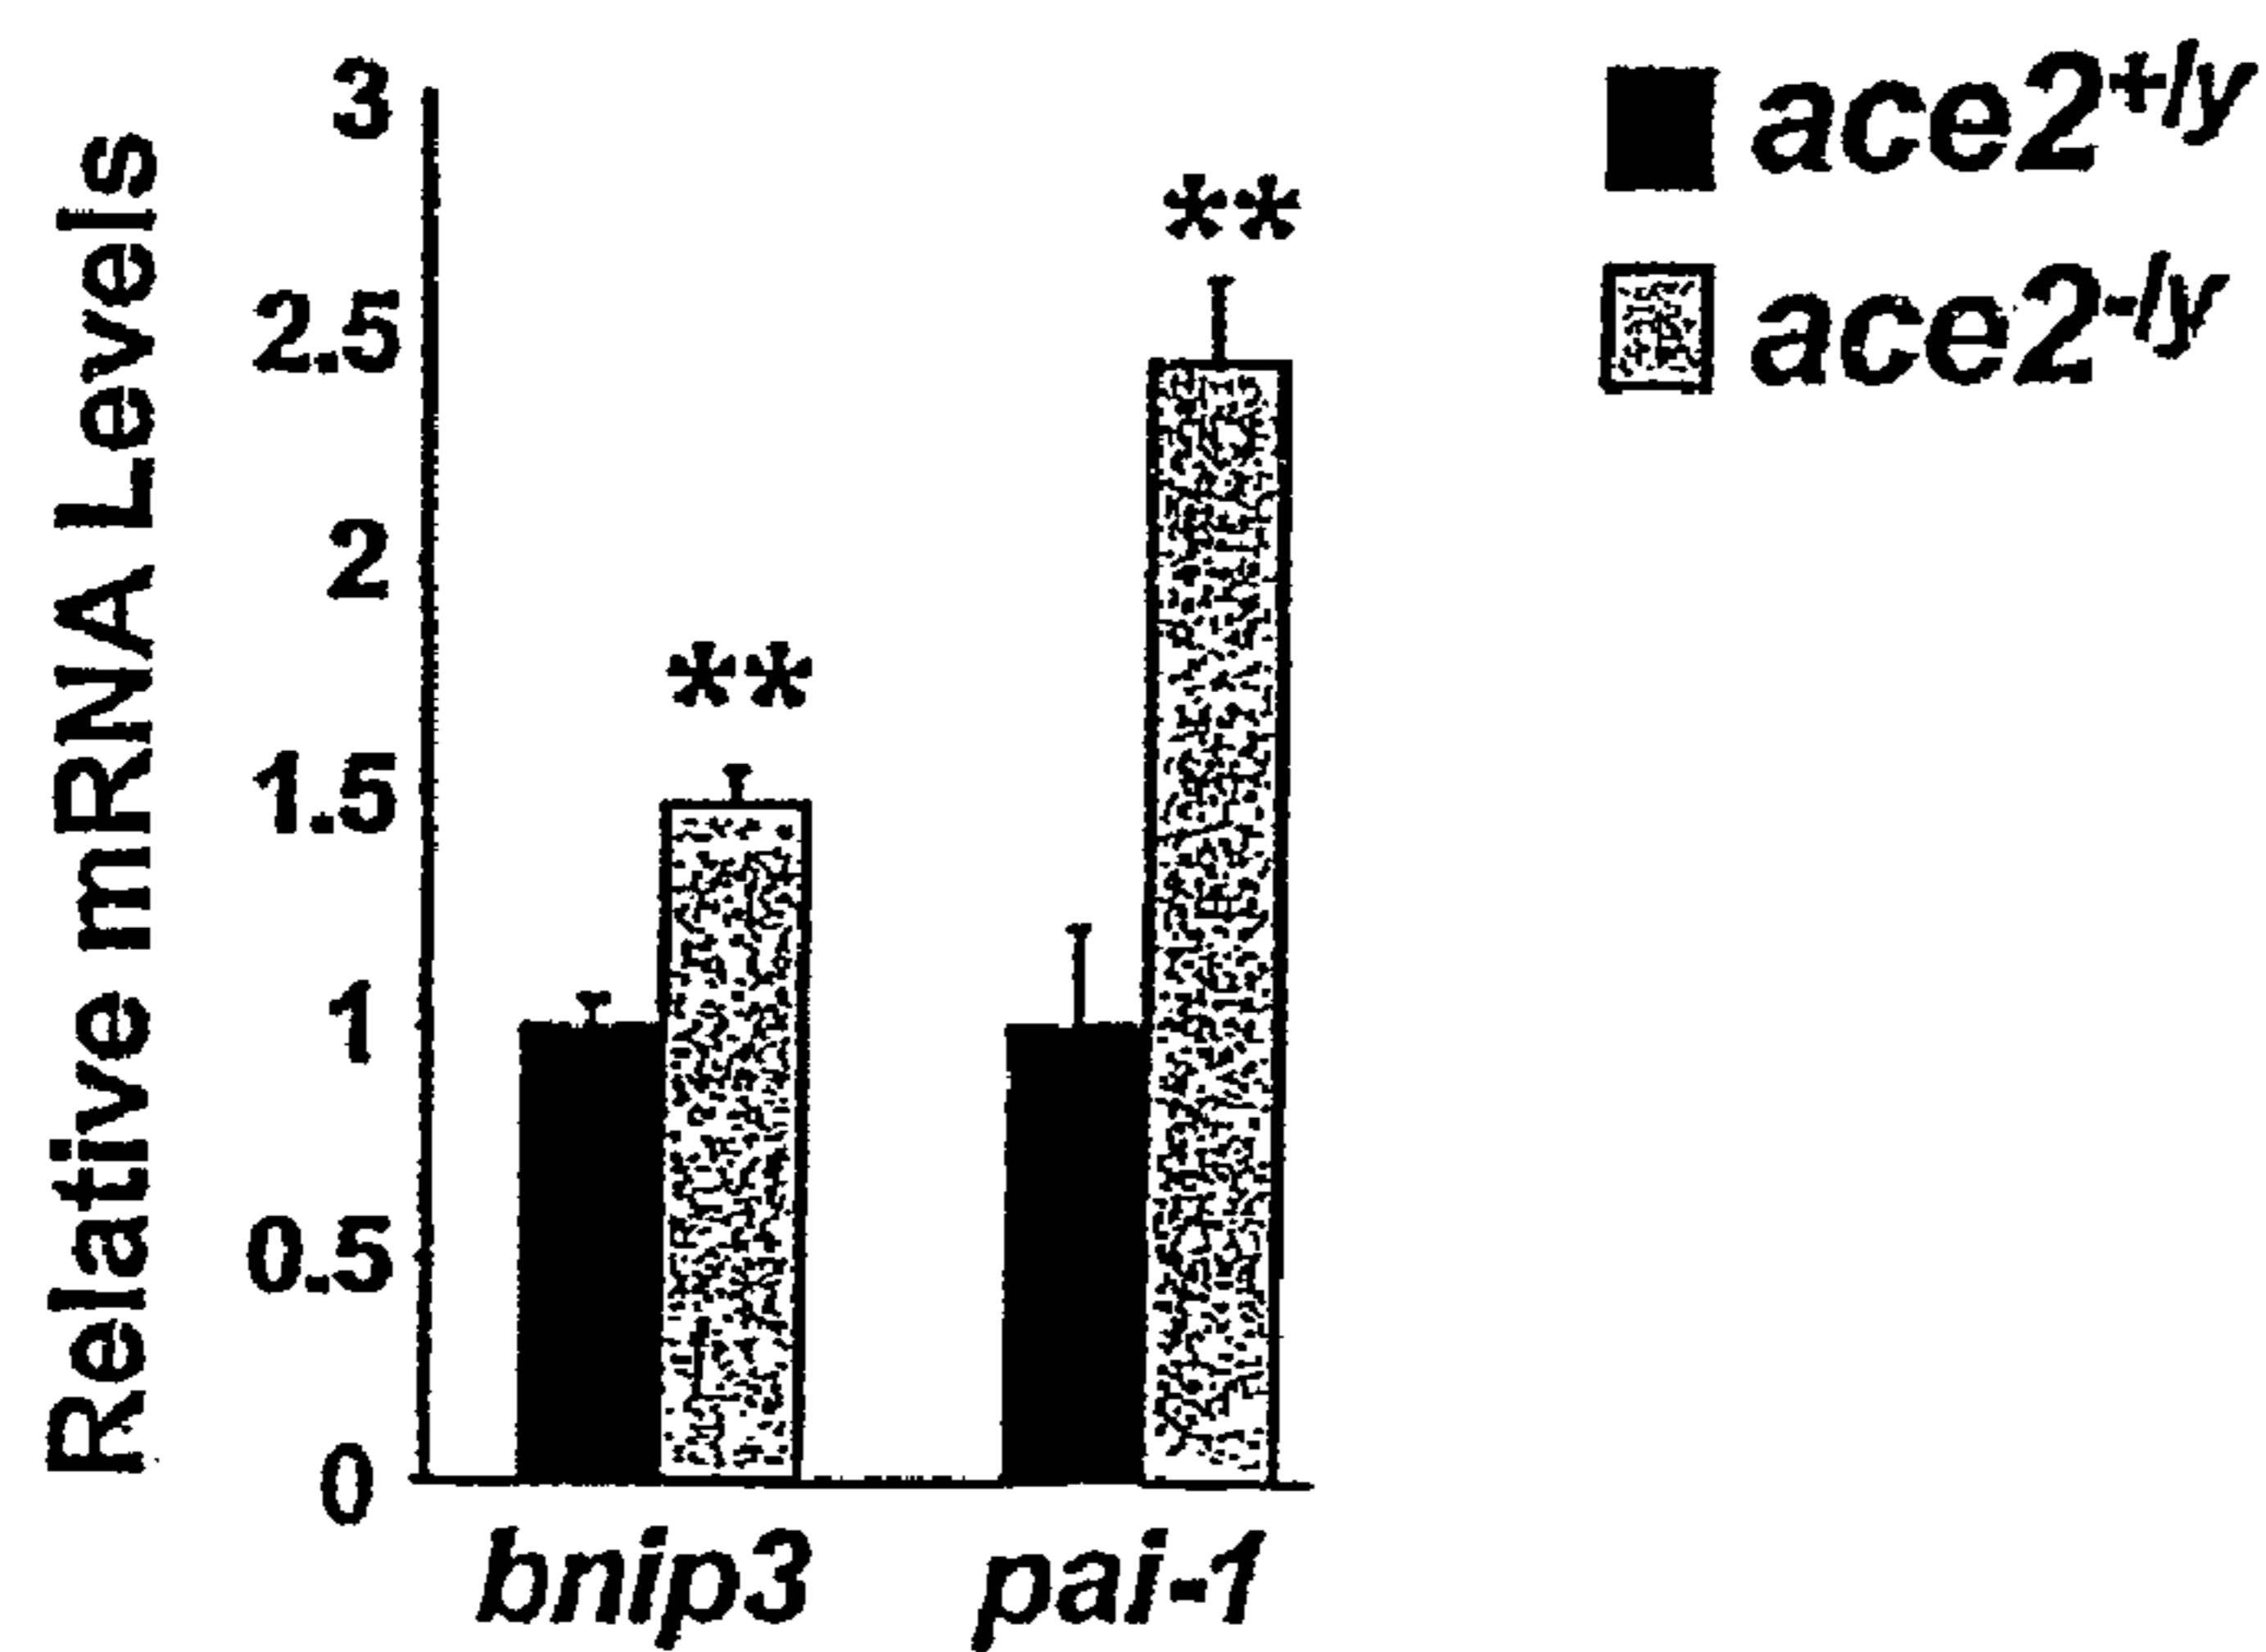 Relative mRNA Levels
3
2.5
2
1.5
1
0.5
0
**
**
bnip3
pai-1
ace2+/y
ace2-/y